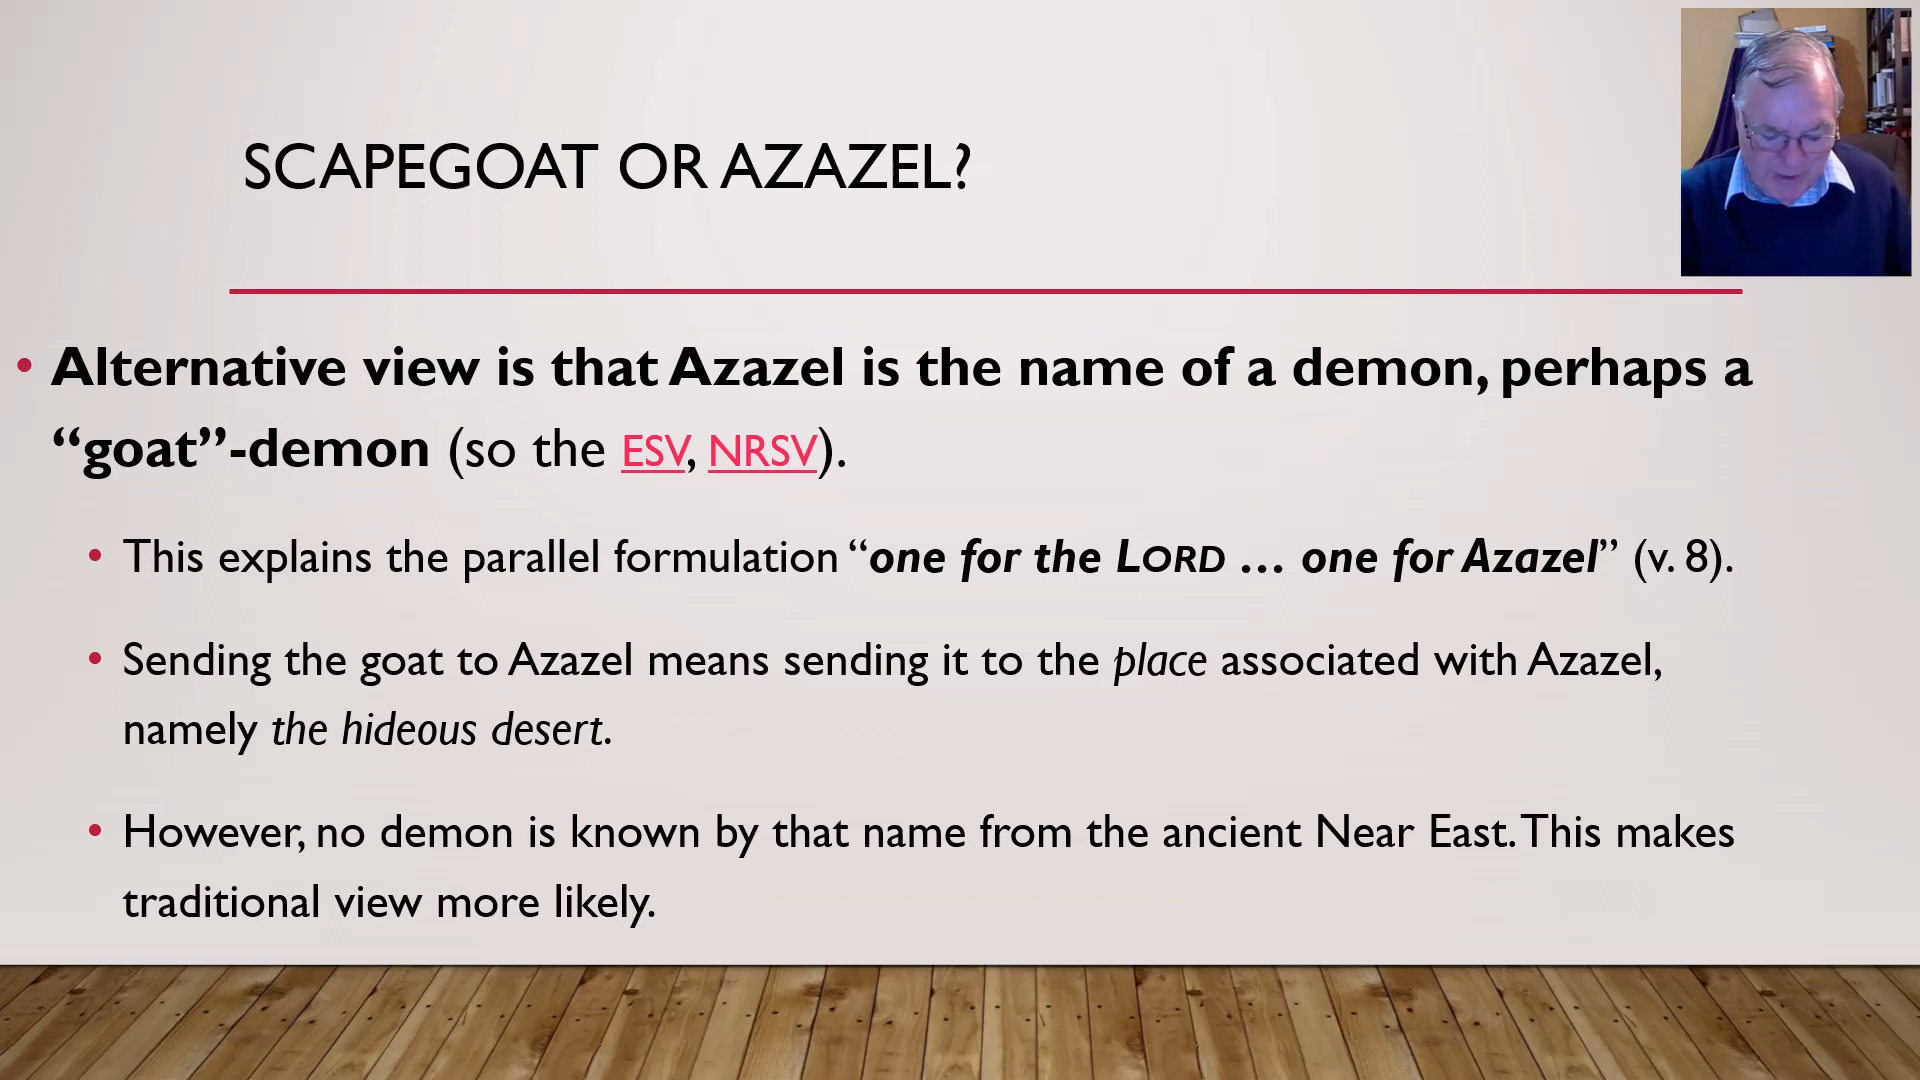 SCAPEGOAT OR AZAZEL?
• Alternative view is that Azazel is the name of a demon, perhaps a
“goat”-demon (so the ESV, NRSV).
• This explains the parallel formulation “one for the LORD … one for Azazel” (v. 8).
• Sending the goat to Azazel means sending it to the place associated with Azazel,
namely the hideous desert.
• However, no demon is known by that name from the ancient Near East. This makes
traditional view more likely.